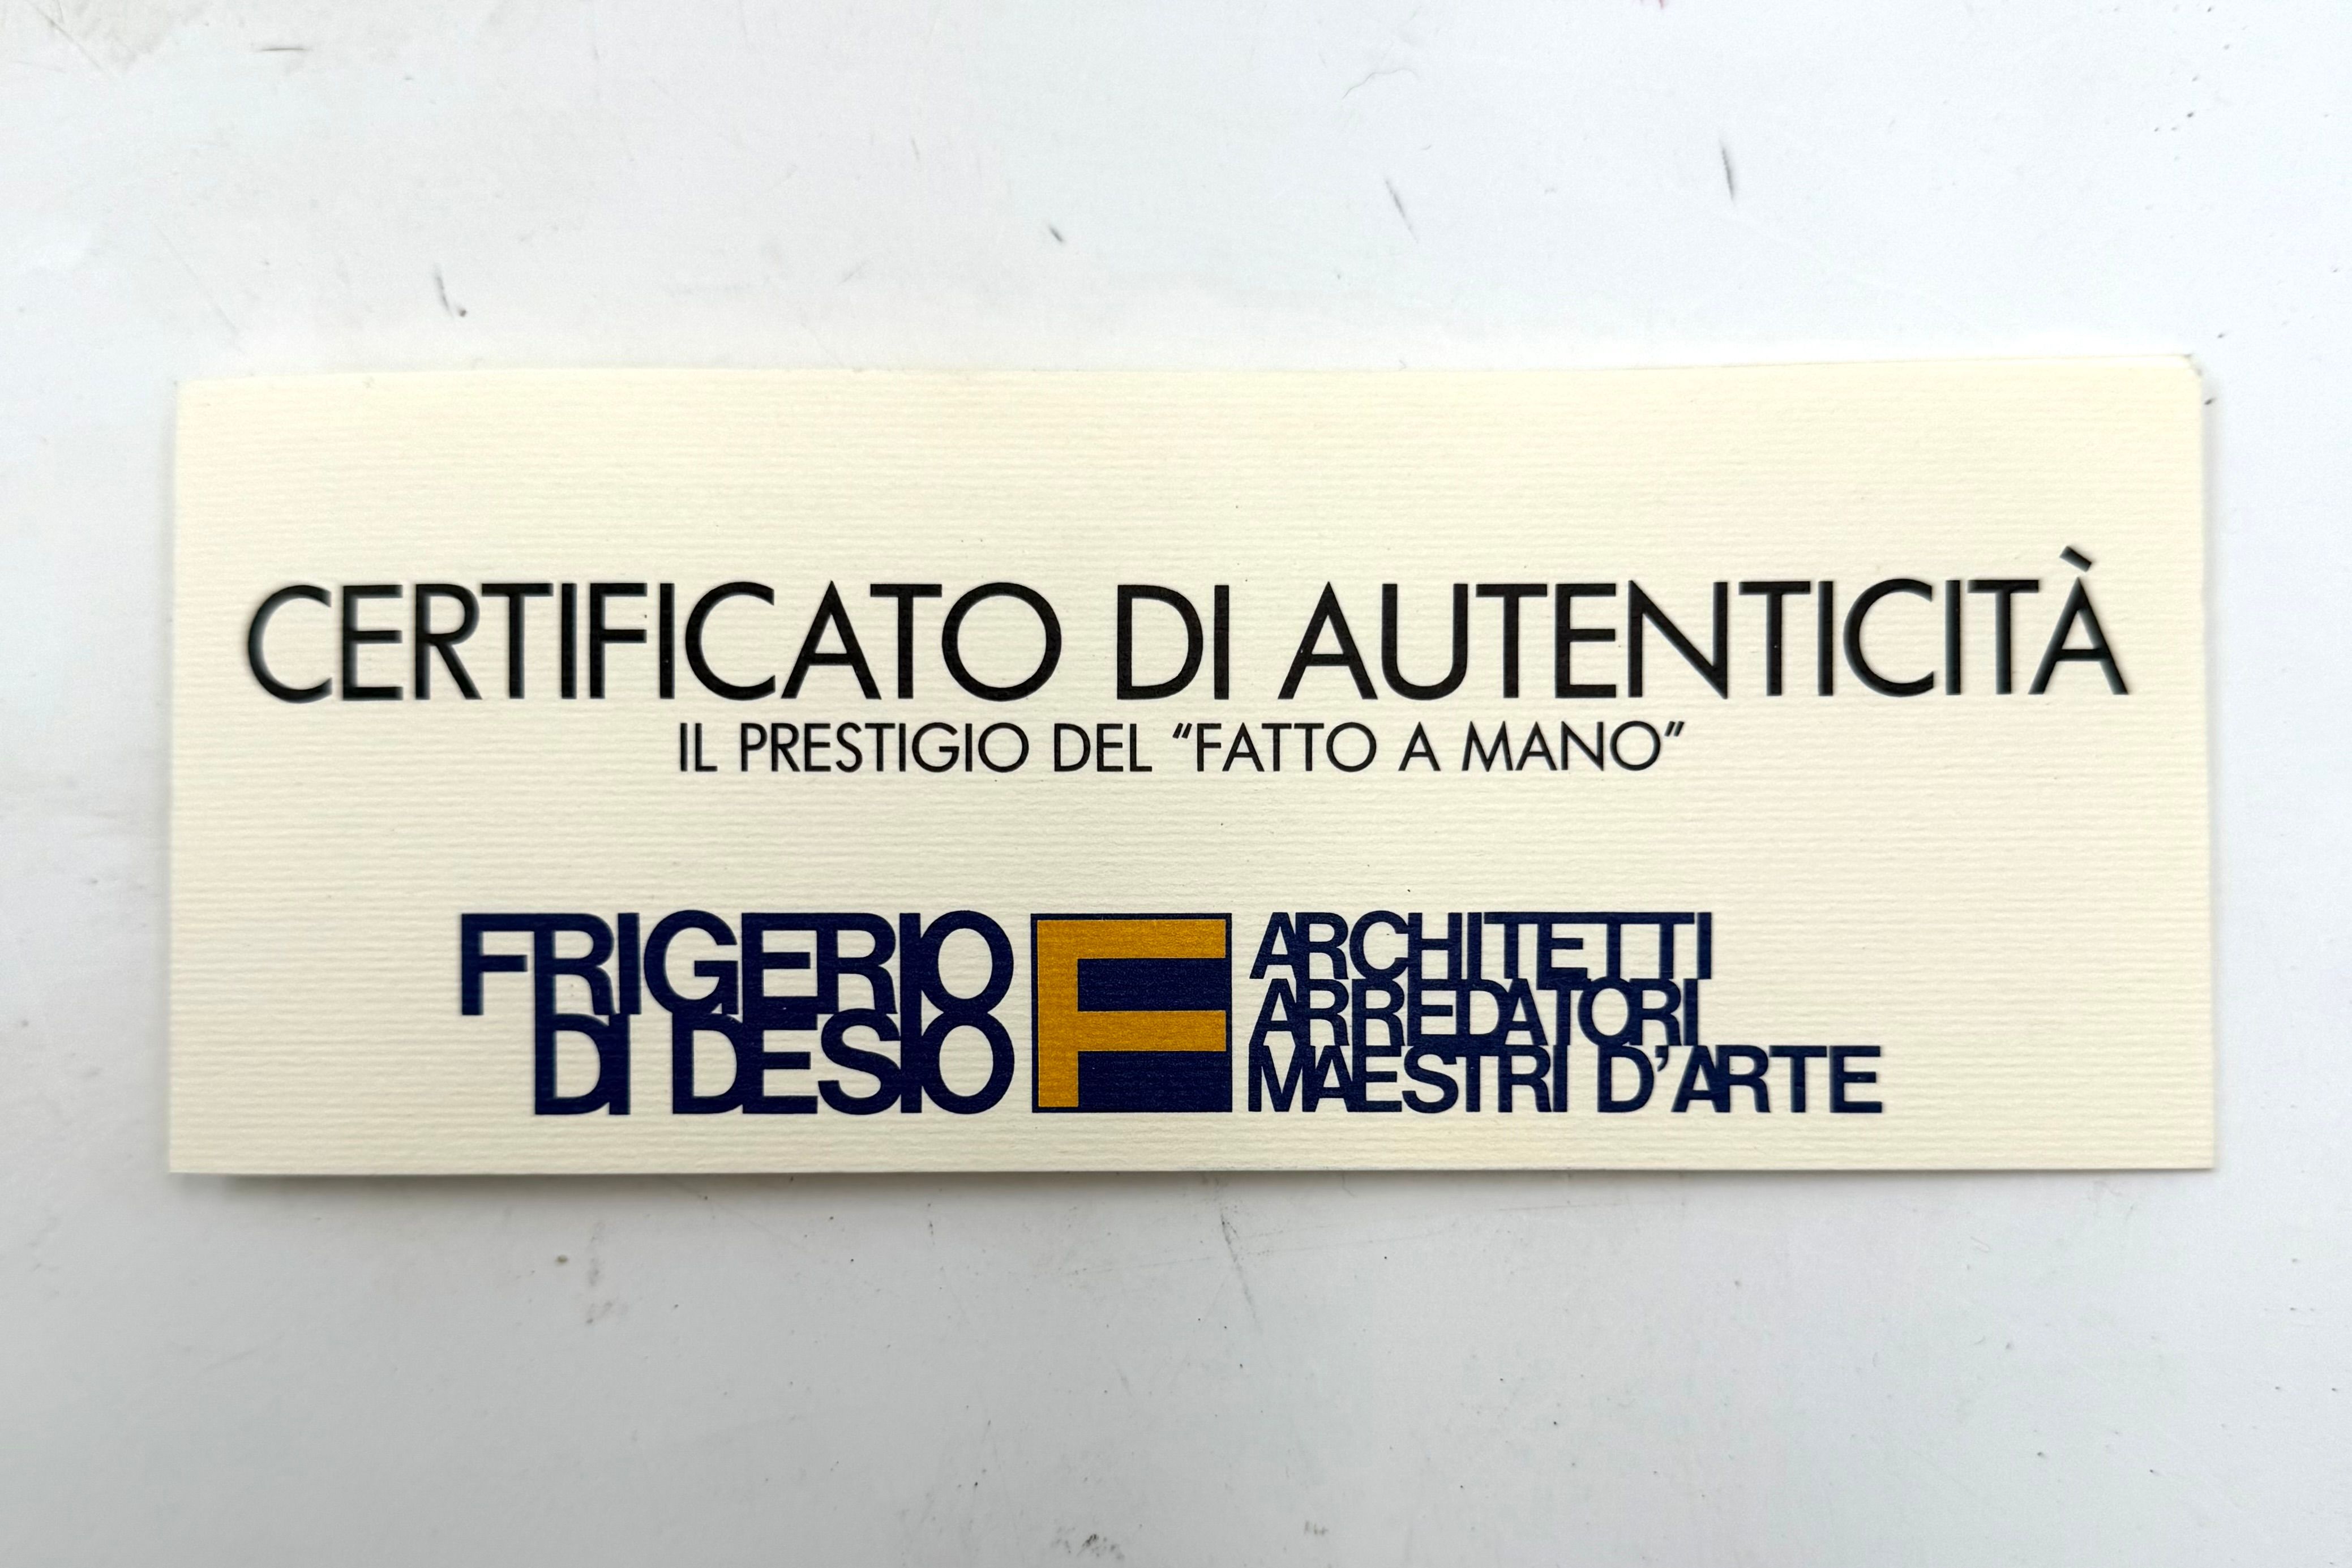 CERTIFICATO DI AUTENTICITÀ
IL PRESTIGIO DEL “FATTO A MANO”
FRIGERIO
DI DESIO
F
ARCHITETTI
ARREDATORI
MAESTRI D’ARTE